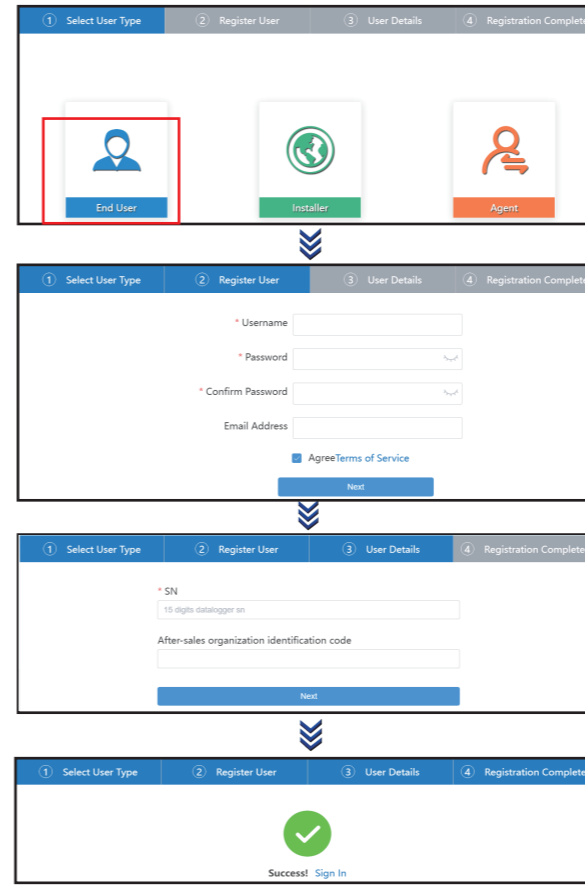 1 Select User Type 2 Register User 3 User Details 4 Registration Complete
End User Installer Agent
1 Select User Type 2 Register User 3 User Details 4 Registration Complete
* Username
* Password
* Confirm Password
Email Address
AgreeTerms of Service
Next
1 Select User Type 2 Register User 3 User Details 4 Registration Complete
* SN
15 digits datalogger sn
After-sales organization identification code
Next
1 Select User Type 2 Register User 3 User Details 4 Registration Complete
Success! Sign In